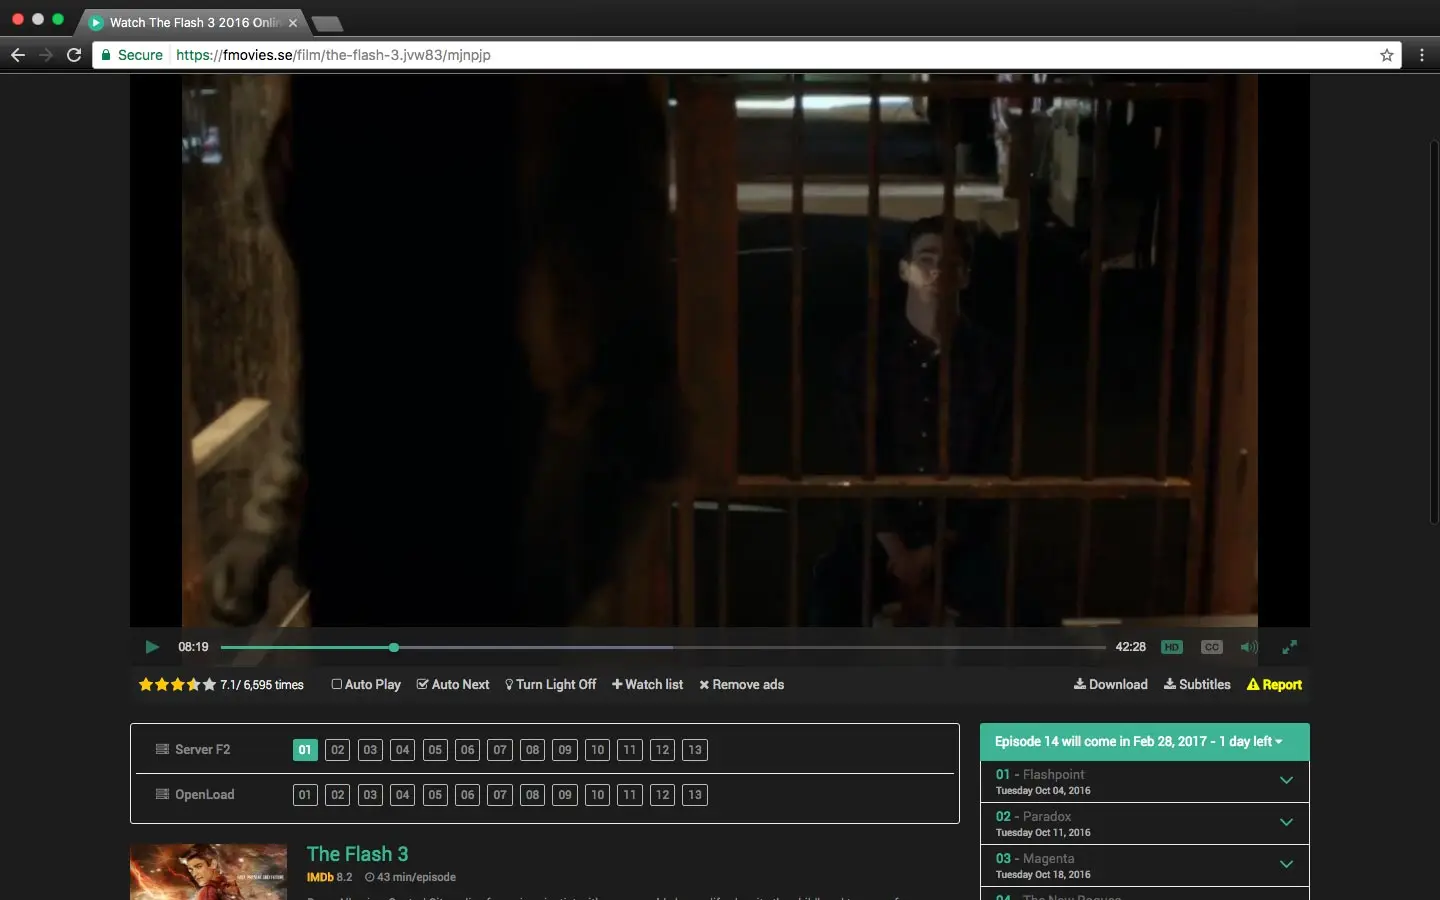 Watch The Flash 3 2016 Onlin
Secure https://fmovies.se/film/the-flash-3.jvw83/mjnpjp
08:19 42:28 HD CC
7.1/ 6,595 times Auto Play Auto Next Turn Light Off Watch list Remove ads Download Subtitles Report
Server F2 01 02 03 04 05 06 07 08 09 10 11 12 13
OpenLoad 01 02 03 04 05 06 07 08 09 10 11 12 13
Episode 14 will come in Feb 28, 2017 - 1 day left
01 - Flashpoint
Tuesday Oct 04, 2016
02 - Paradox
Tuesday Oct 11, 2016
03 - Magenta
Tuesday Oct 18, 2016
04 - The New Rogues
The Flash 3
IMDb 8.2 43 min/episode